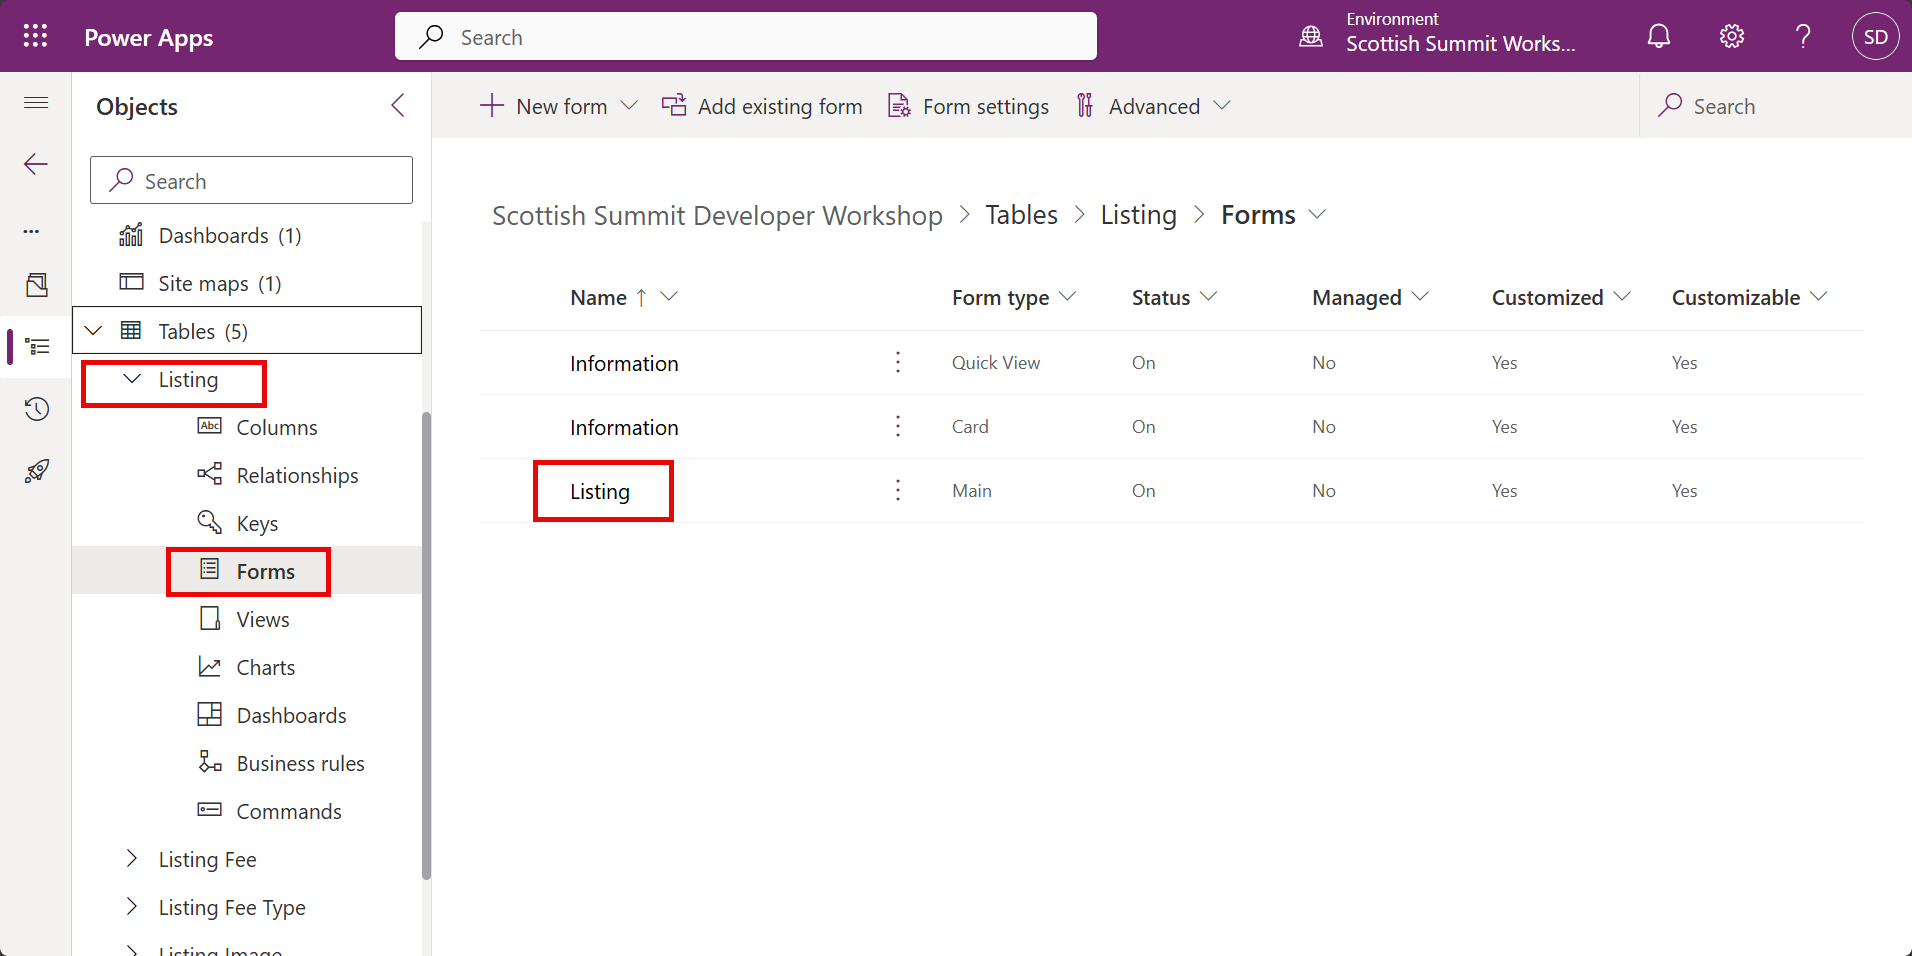 Power Apps
Search
Environment
Scottish Summit Works...
SD
Objects
New form
Add existing form
Form settings
Advanced
Search
Search
...
Dashboards (1)
Site maps (1)
Tables (5)
Listing
Abc Columns
Relationships
Keys
Forms
Views
Charts
Dashboards
Business rules
Commands
Listing Fee
Listing Fee Type
Listing Image
Scottish Summit Developer Workshop > Tables > Listing > Forms
Name ↑ Form type Status Managed Customized Customizable
Information Quick View On No Yes Yes
Information Card On No Yes Yes
Listing Main On No Yes Yes